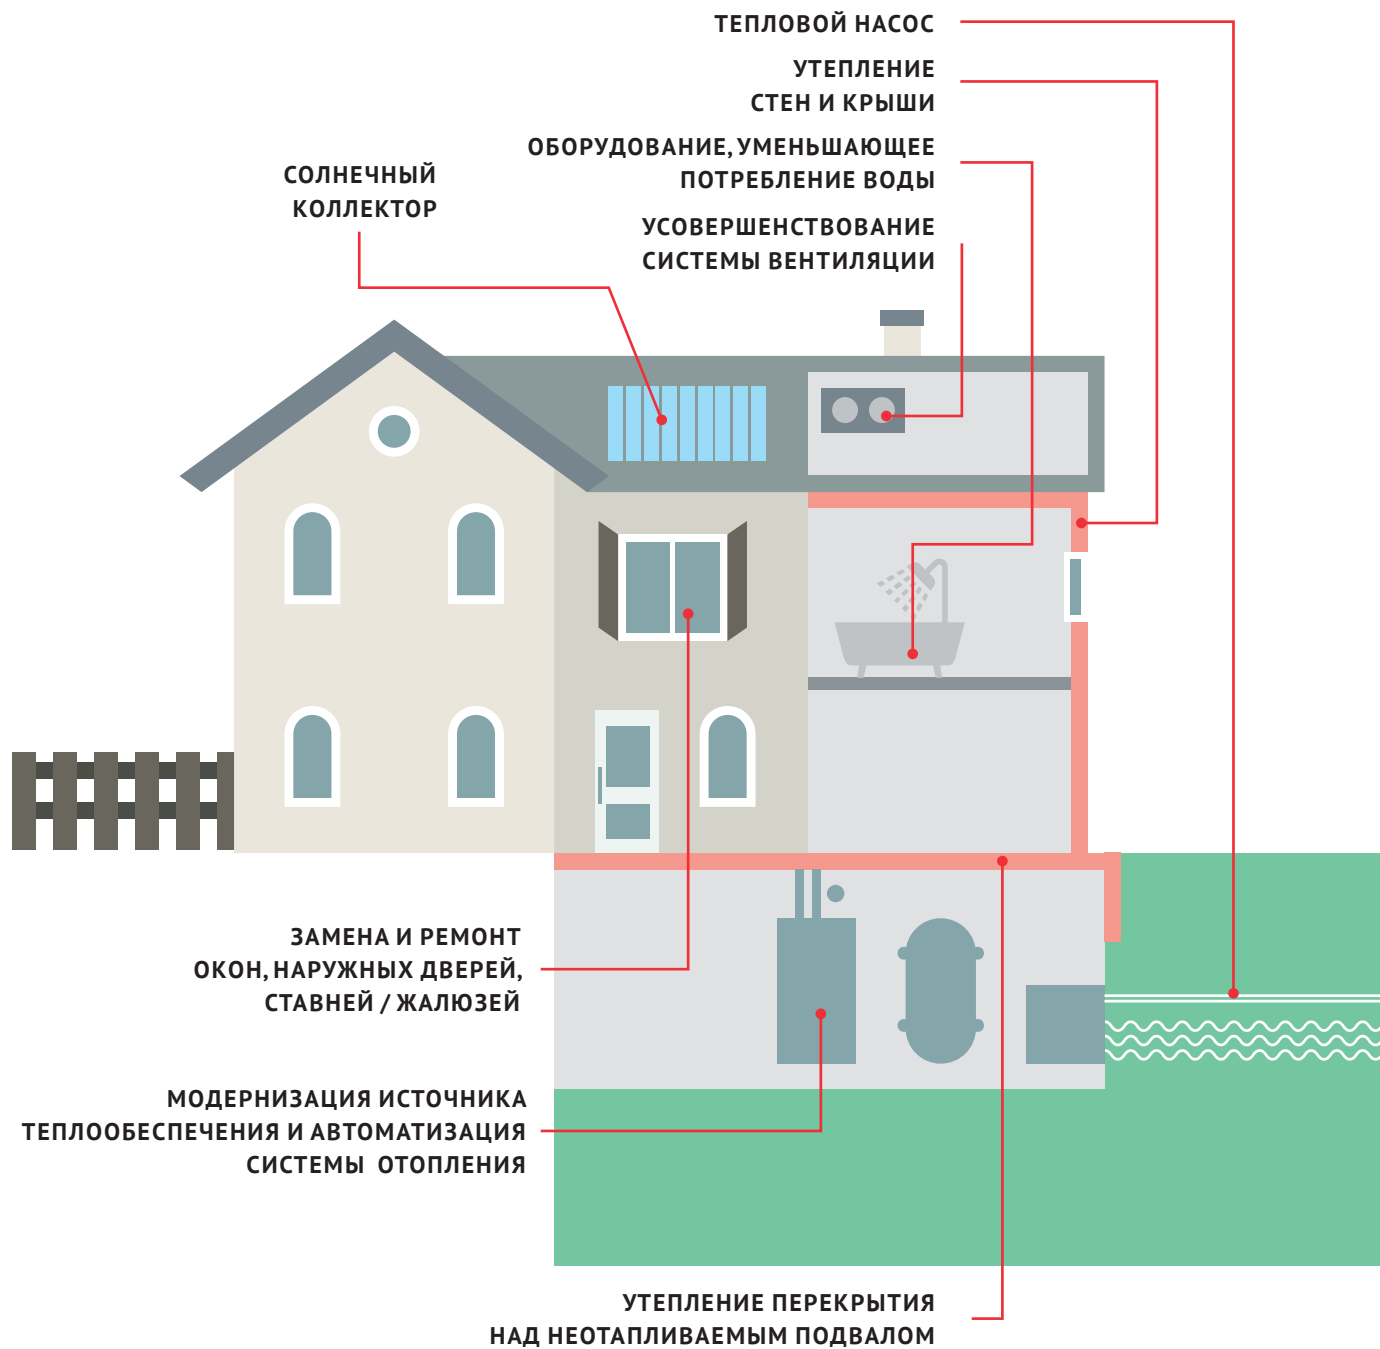 ТЕПЛОВОЙ НАСОС
УТЕПЛЕНИЕ
СТЕН И КРЫШИ
ОБОРУДОВАНИЕ, УМЕНЬШАЮЩЕЕ
ПОТРЕБЛЕНИЕ ВОДЫ
СОЛНЕЧНЫЙ
КОЛЛЕКТОР
УСОВЕРШЕНСТВОВАНИЕ
СИСТЕМЫ ВЕНТИЛЯЦИИ
ЗАМЕНА И РЕМОНТ
ОКОН, НАРУЖНЫХ ДВЕРЕЙ,
СТАВНЕЙ / ЖАЛЮЗЕЙ
МОДЕРНИЗАЦИЯ ИСТОЧНИКА
ТЕПЛООБЕСПЕЧЕНИЯ И АВТОМАТИЗАЦИЯ
СИСТЕМЫ ОТОПЛЕНИЯ
УТЕПЛЕНИЕ ПЕРЕКРЫТИЯ
НАД НЕОТАПЛИВАЕМЫМ ПОДВАЛОМ